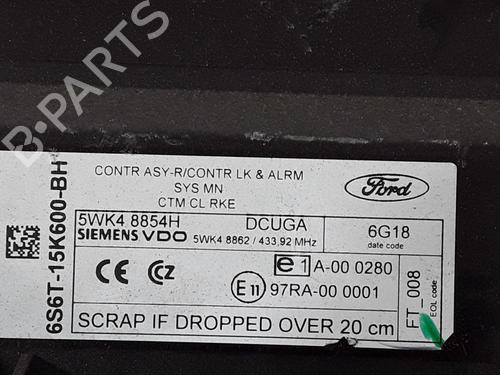 B-PARTS
CONTR ASY-R/CONTR LK & ALRM
SYS MN
CTM CL RKE
Ford
6S6T-15K600-BH
5WK4 8854H DCUGA
SIEMENS VDO 5WK4 8862 / 433,92 MHz
6G18
date code
CE CZ
e1 A-00 0280
E11 97RA-00 0001
FT_008
EOL code
SCRAP IF DROPPED OVER 20 cm